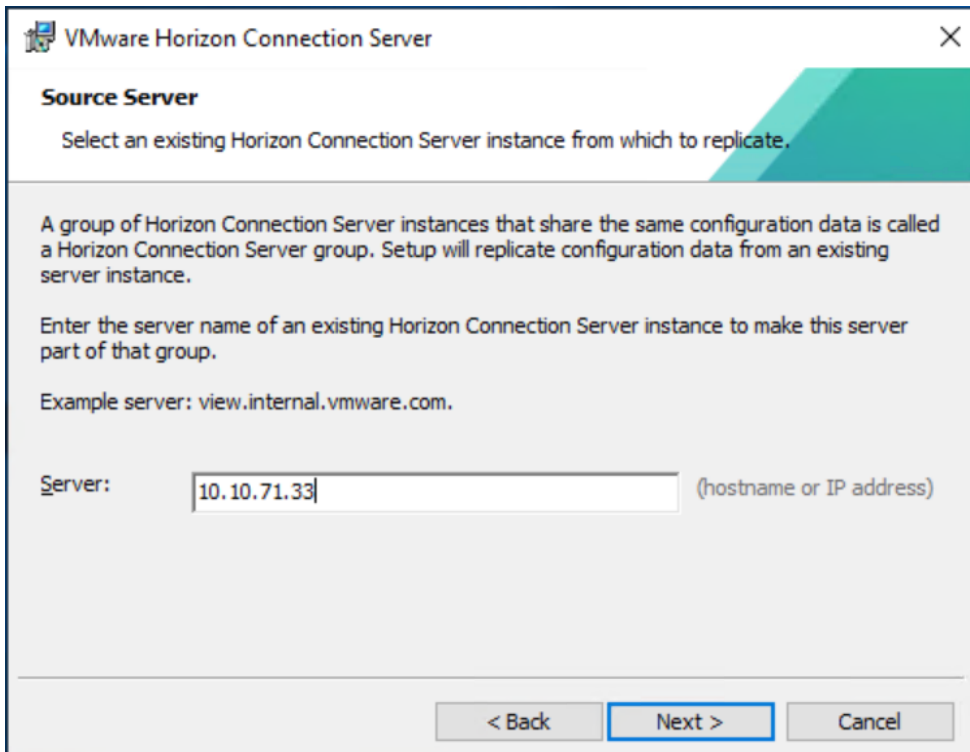 VMware Horizon Connection Server
Source Server
Select an existing Horizon Connection Server instance from which to replicate.
A group of Horizon Connection Server instances that share the same configuration data is called
a Horizon Connection Server group. Setup will replicate configuration data from an existing
server instance.
Enter the server name of an existing Horizon Connection Server instance to make this server
part of that group.
Example server: view.internal.vmware.com.
Server: 10.10.71.33 (hostname or IP address)
< Back Next > Cancel